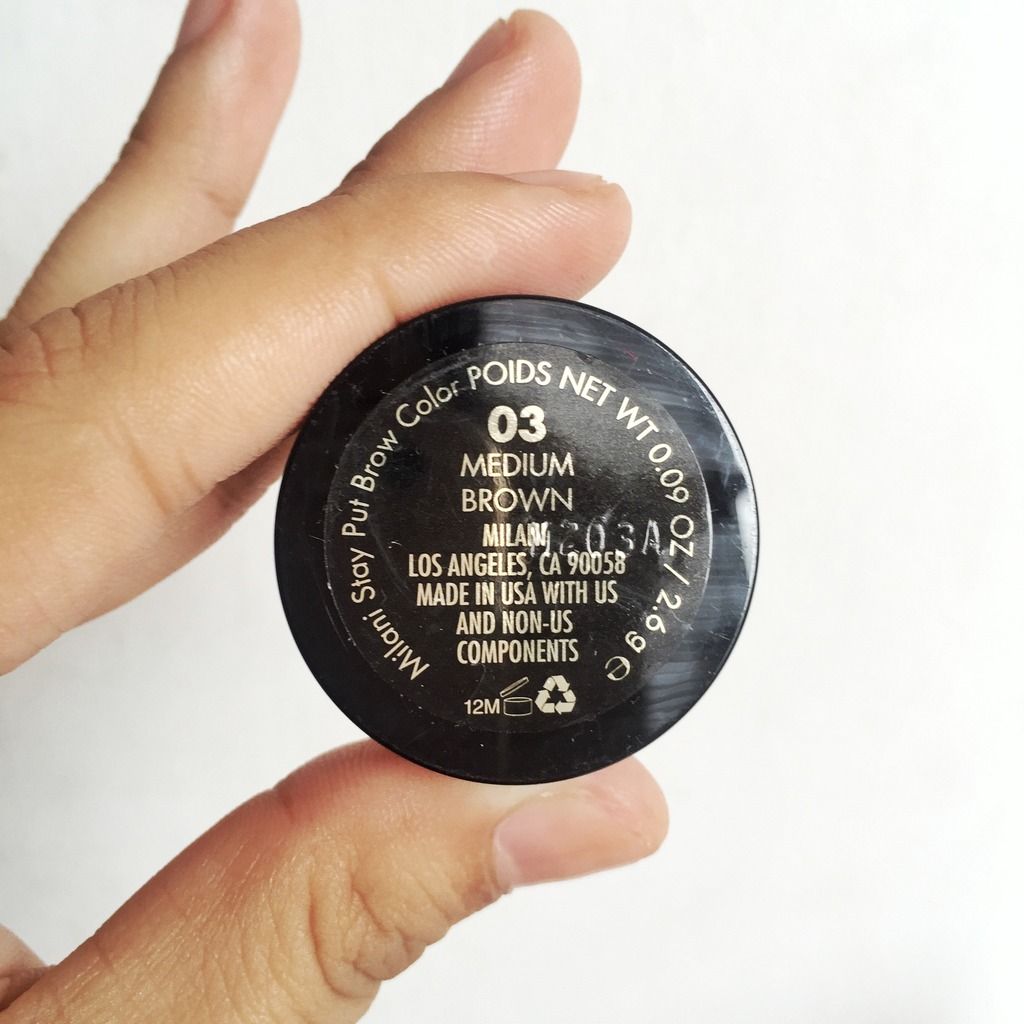 Milani Stay Put Brow Color POIDS NET WT 0.09 OZ / 2.6 g e
03
MEDIUM
BROWN
MILANI
LOS ANGELES, CA 90058
MADE IN USA WITH US
AND NON-US
COMPONENTS
12M